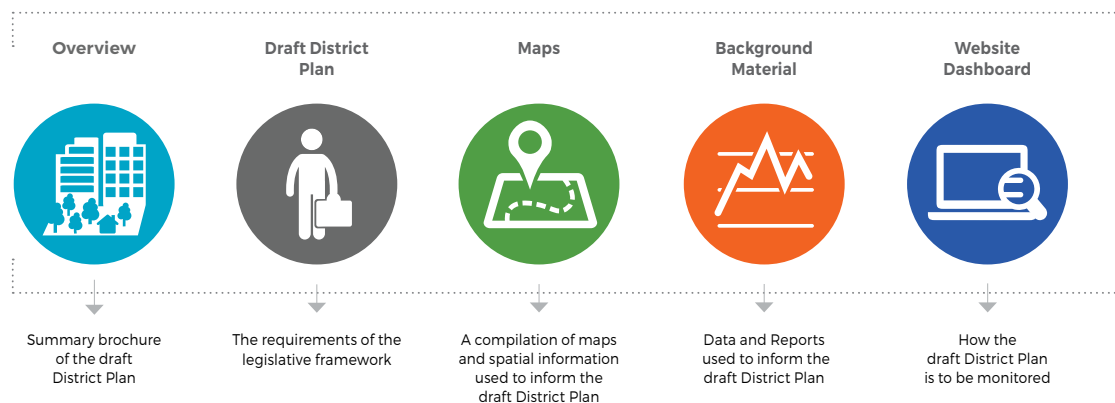 Overview
Draft District
Plan
Maps
Background
Material
Website
Dashboard
Summary brochure
of the draft
District Plan
The requirements of the
legislative framework
A compilation of maps
and spatial information
used to inform the
draft District Plan
Data and Reports
used to inform the
draft District Plan
How the
draft District Plan
is to be monitored